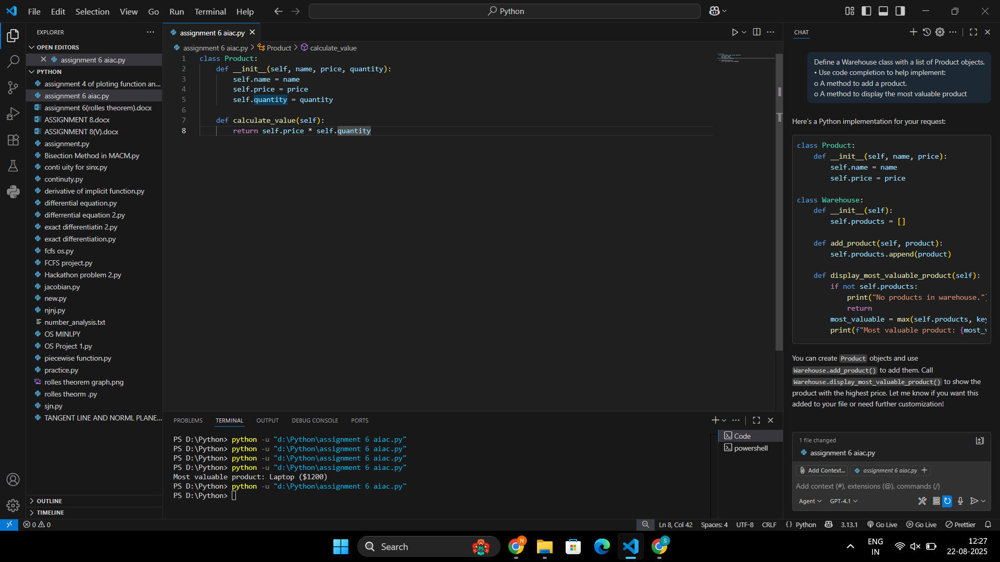 File Edit Selection View Go Run Terminal Help
Python
EXPLORER
OPEN EDITORS
assignment 6 aiac.py
PYTHON
assignment 4 of ploting function an...
assignment 6 aiac.py
assignment 6(rolles theorem).docx
ASSIGNMENT 8.docx
ASSIGNMENT 8(V).docx
assignment.py
Bisection Method in MACM.py
conti uity for sinx.py
continuty.py
derivative of implicit function.py
differential equation.py
differrential equation 2.py
exact differentiatin 2.py
exact differentiation.py
fcfs os.py
FCFS project.py
Hackathon problem 2.py
jacobian.py
new.py
njnj.py
number_analysis.txt
OS MINI.PY
OS Project 1.py
piecewise function.py
practice.py
rolles theorem graph.png
rolles theorm .py
sjn.py
TANGENT LINE AND NORML PLANE...
OUTLINE
TIMELINE
assignment 6 aiac.py
assignment 6 aiac.py > Product > calculate_value
1 class Product:
2 def __init__(self, name, price, quantity):
3 self.name = name
4 self.price = price
5 self.quantity = quantity
6
7 def calculate_value(self):
8 return self.price * self.quantity
PROBLEMS TERMINAL OUTPUT DEBUG CONSOLE PORTS
PS D:\Python> python -u "d:\Python\assignment 6 aiac.py"
PS D:\Python> python -u "d:\Python\assignment 6 aiac.py"
PS D:\Python> python -u "d:\Python\assignment 6 aiac.py"
PS D:\Python> python -u "d:\Python\assignment 6 aiac.py"
Most valuable product: Laptop ($1200)
PS D:\Python> python -u "d:\Python\assignment 6 aiac.py"
PS D:\Python>
Code
powershell
CHAT
Define a Warehouse class with a list of Product objects.
• Use code completion to help implement:
o A method to add a product.
o A method to display the most valuable product
Here's a Python implementation for your request:
class Product:
def __init__(self, name, price):
self.name = name
self.price = price
class Warehouse:
def __init__(self):
self.products = []
def add_product(self, product):
self.products.append(product)
def display_most_valuable_product(self):
if not self.products:
print("No products in warehouse.")
return
most_valuable = max(self.products, key
print(f"Most valuable product: {most_v
You can create Product objects and use
Warehouse.add_product() to add them. Call
Warehouse.display_most_valuable_product() to show the
product with the highest price. Let me know if you want this
added to your file or need further customization!
1 file changed
assignment 6 aiac.py
Add Context... assignment 6 aiac.py
Add context (#), extensions (@), commands (/)
Agent GPT-4.1
0 0
Ln 8, Col 42 Spaces: 4 UTF-8 CRLF {} Python 3.13.1 Go Live Go Live Prettier
Search
N
S
ENG
IN
12:27
22-08-2025